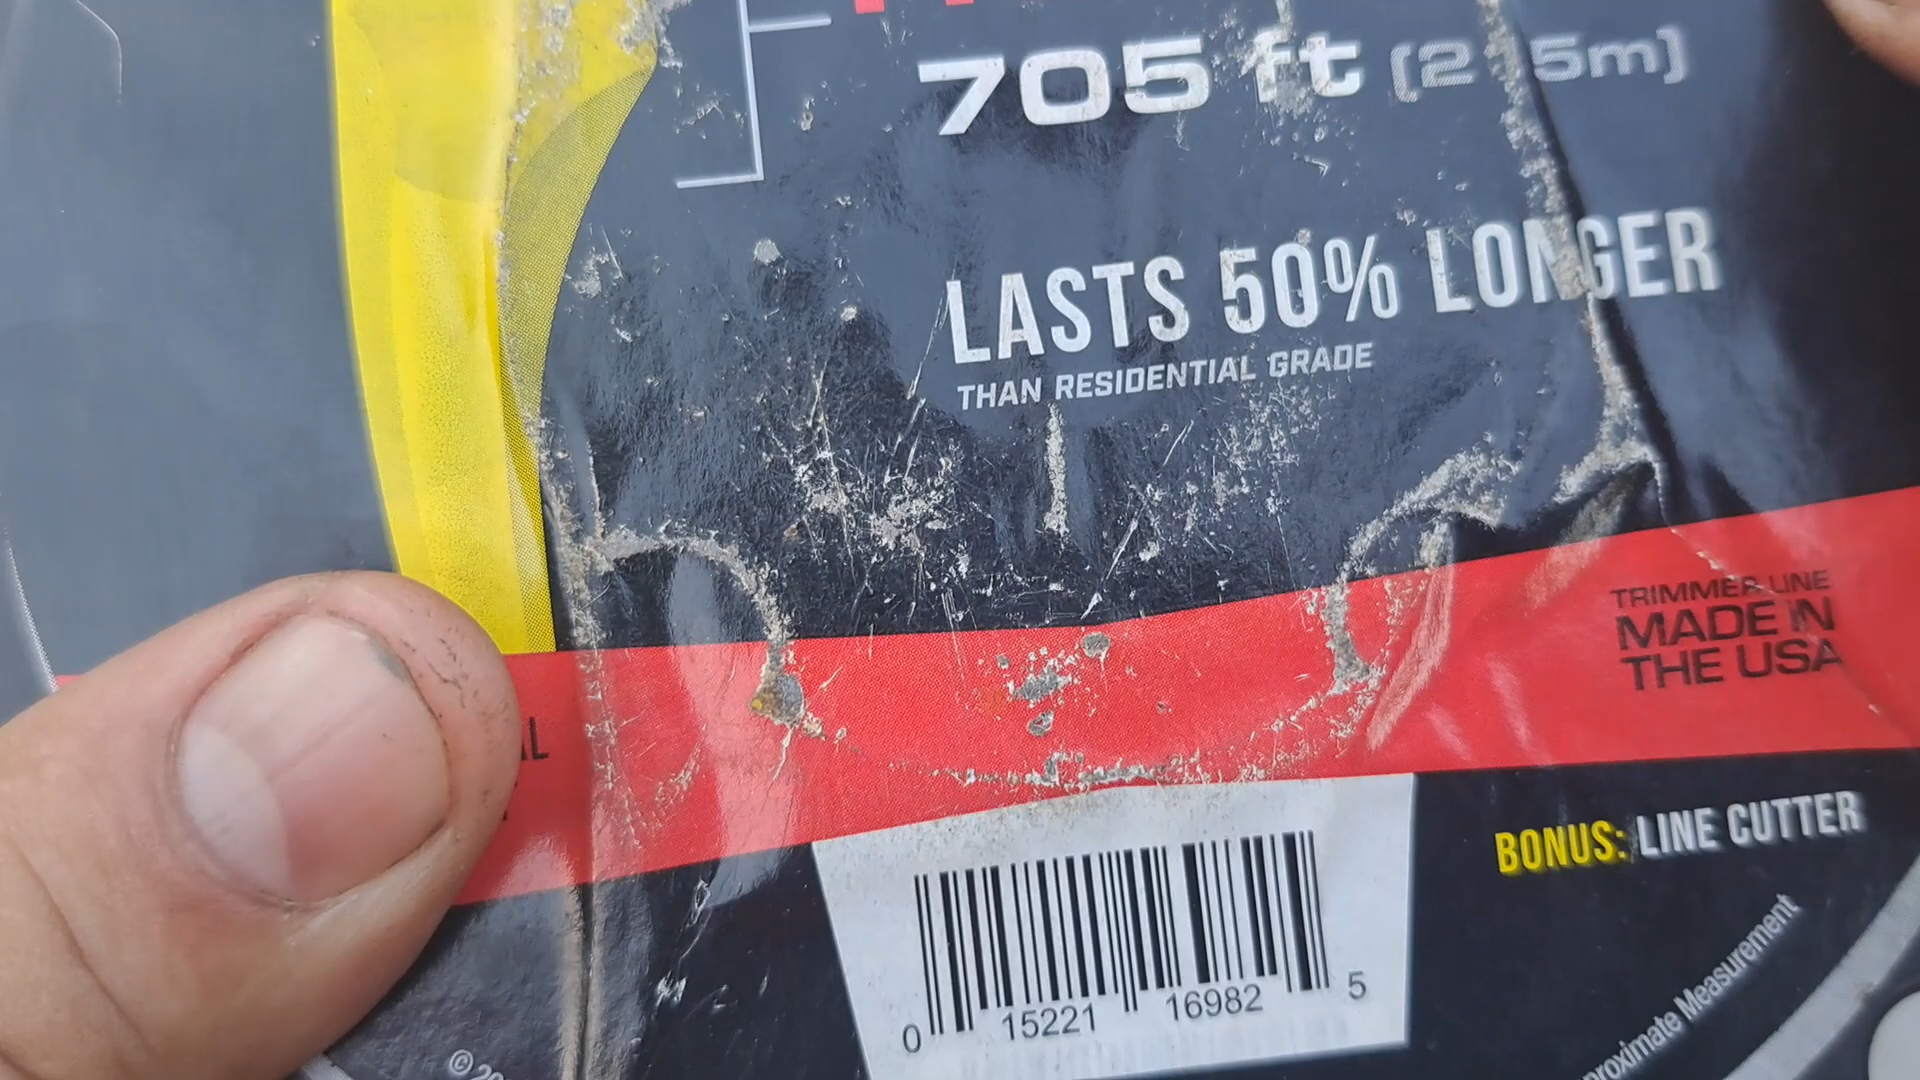 705 ft
LASTS 50% LONGER
THAN RESIDENTIAL GRADE
TRIMMER LINE
MADE IN
THE USA
BONUS: LINE CUTTER
0 15221 16982 5
Measurement
©